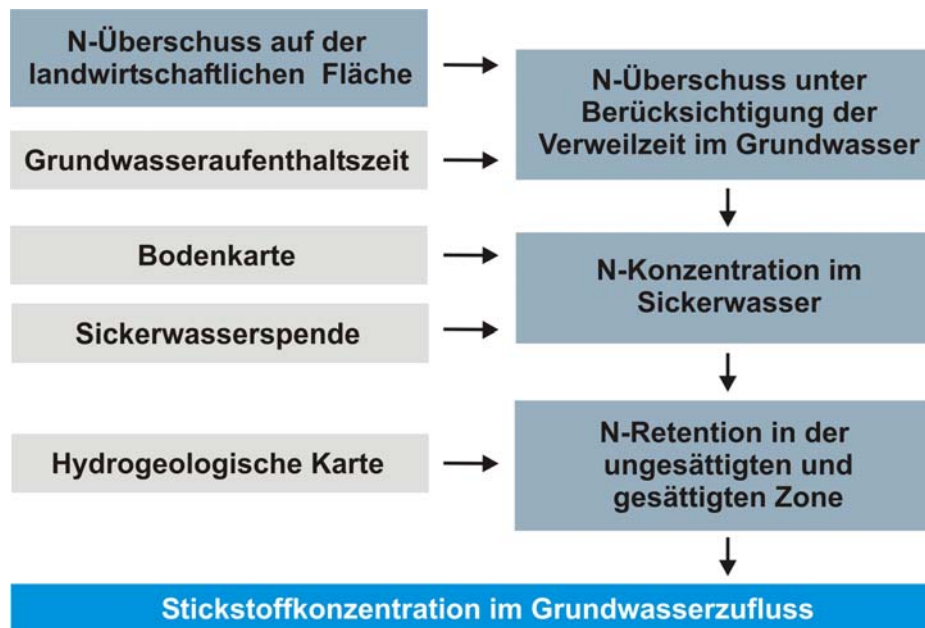 N-Überschuss auf der
landwirtschaftlichen Fläche
N-Überschuss unter
Berücksichtigung der
Verweilzeit im Grundwasser
Grundwasseraufenthaltszeit
Bodenkarte
N-Konzentration im
Sickerwasser
Sickerwasserspende
N-Retention in der
ungesättigten und
gesättigten Zone
Hydrogeologische Karte
Stickstoffkonzentration im Grundwasserzufluss